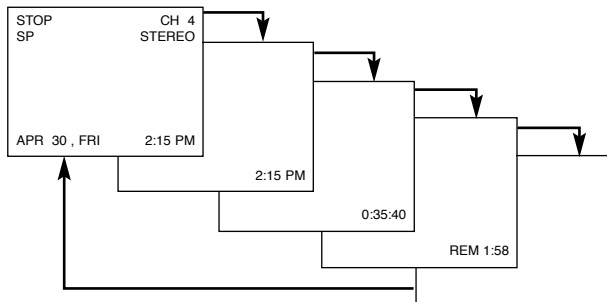 STOP CH 4
SP STEREO
APR 30 , FRI 2:15 PM
2:15 PM
0:35:40
REM 1:58